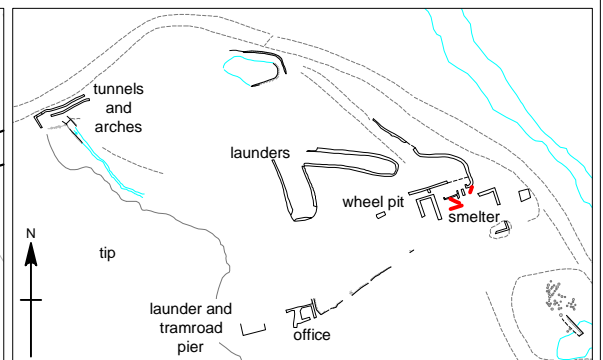 tunnels
and
arches
launders
wheel pit
smelter
N
tip
launder and
tramroad
pier
office